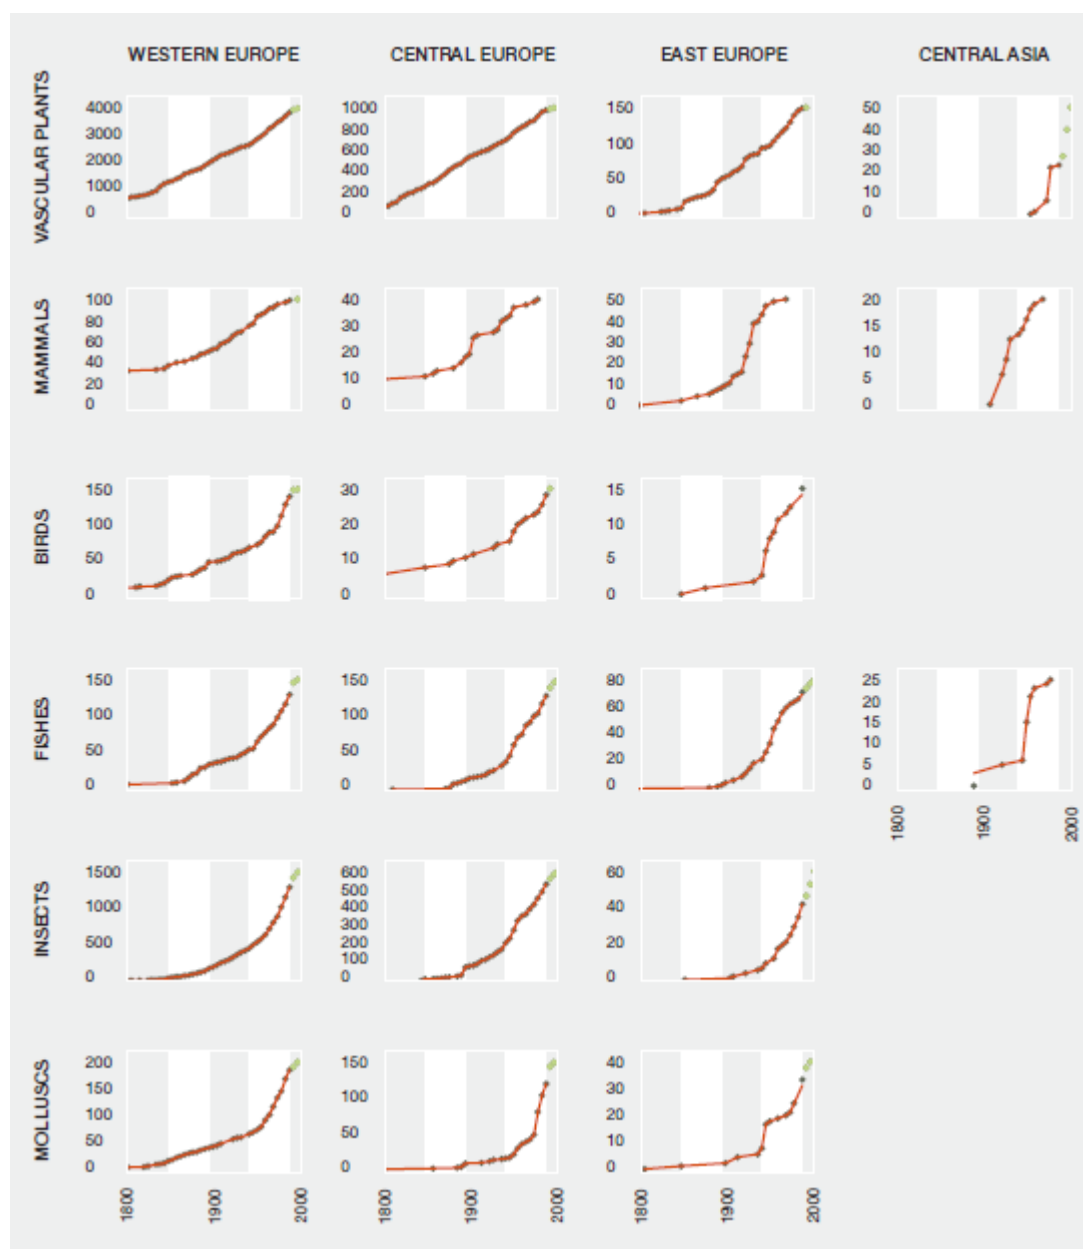 WESTERN EUROPE CENTRAL EUROPE EAST EUROPE CENTRAL ASIA
VASCULAR PLANTS
4000 1000 150 50
3000 800 100 40
2000 600 50 30
1000 400 0 20
0 200 10
0 0
MAMMALS
100 40 50 20
80 30 40 15
60 20 30 10
40 10 20 5
20 0 10 0
0 0
BIRDS
150 30 15
100 20 10
50 10 5
0 0 0
FISHES
150 150 80 25
100 100 60 20
50 50 40 15
0 0 20 10
0 5
0
1800 1900 2000
INSECTS
1500 600 60
1000 500 40
500 400 20
0 300 0
200
100
0
MOLLUSCS
200 150 40
150 100 30
100 50 20
50 0 10
0 0
1800 1900 2000 1800 1900 2000 1800 1900 2000